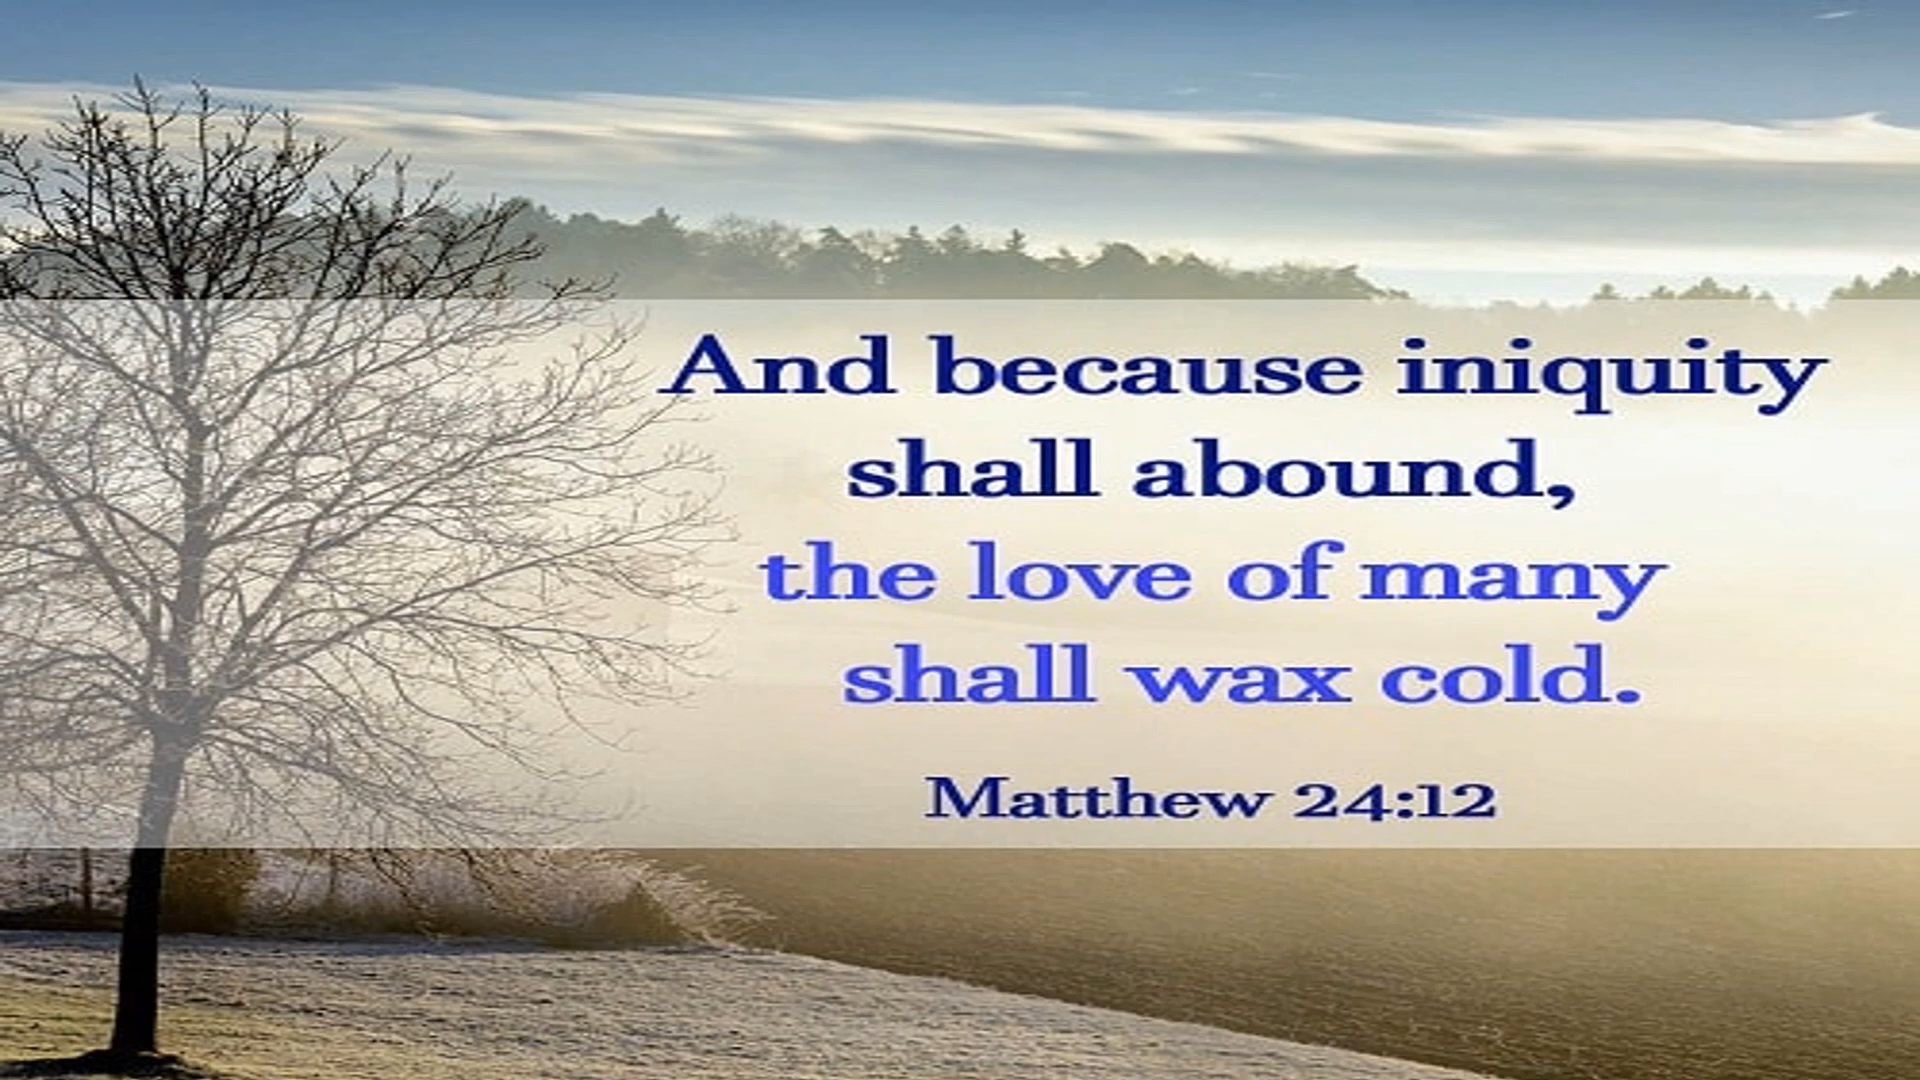 And because iniquity
shall abound,
the love of many
shall wax cold.
Matthew 24:12